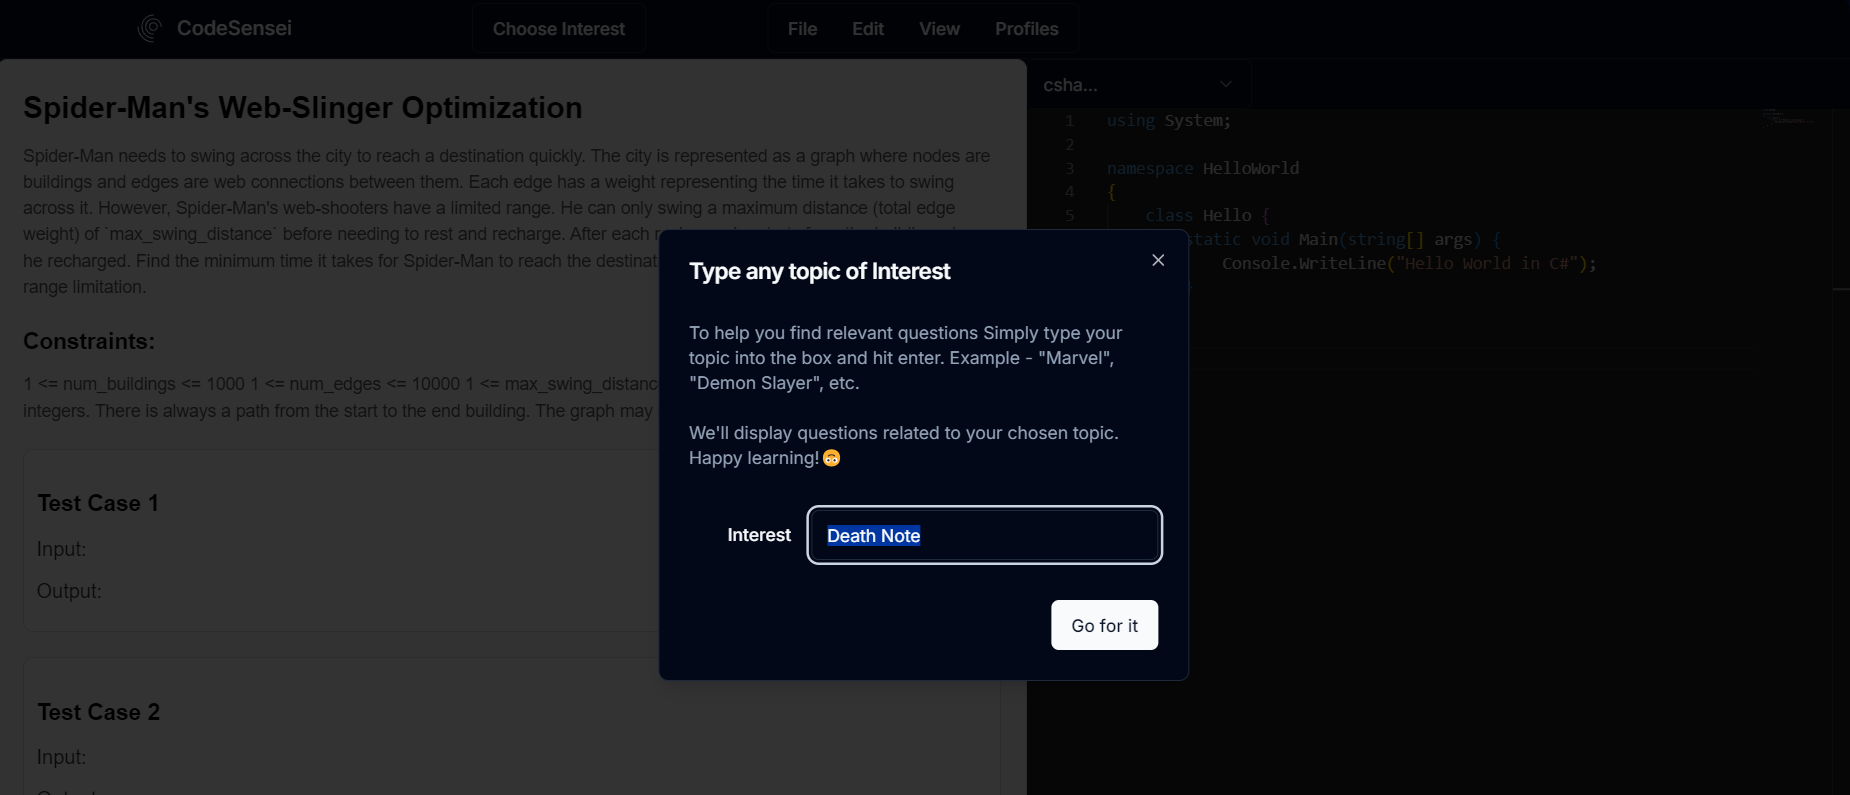 CodeSensei
Choose Interest
File Edit View Profiles
Spider-Man's Web-Slinger Optimization
Spider-Man needs to swing across the city to reach a destination quickly. The city is represented as a graph where nodes are
buildings and edges are web connections between them. Each edge has a weight representing the time it takes to swing
across it. However, Spider-Man's web-shooters have a limited range. He can only swing a maximum distance (total edge
weight) of `max_swing_distance` before needing to rest and recharge. After each
he recharged. Find the minimum time it takes for Spider-Man to reach the
range limitation.
Constraints:
1 <= num_buildings <= 1000 1 <= num_edges <= 10000 1 <= max_swing_distanc
integers. There is always a path from the start to the end building. The graph may
Test Case 1
Input:
Output:
Test Case 2
Input:
csha...
1 using System;
2
3 namespace HelloWorld
4 {
5 class Hello {
static void Main(string[] args) {
Console.WriteLine("Hello World in C#");
Type any topic of Interest
To help you find relevant questions Simply type your
topic into the box and hit enter. Example - "Marvel",
"Demon Slayer", etc.
We'll display questions related to your chosen topic.
Happy learning!🙃
Interest
Death Note
Go for it